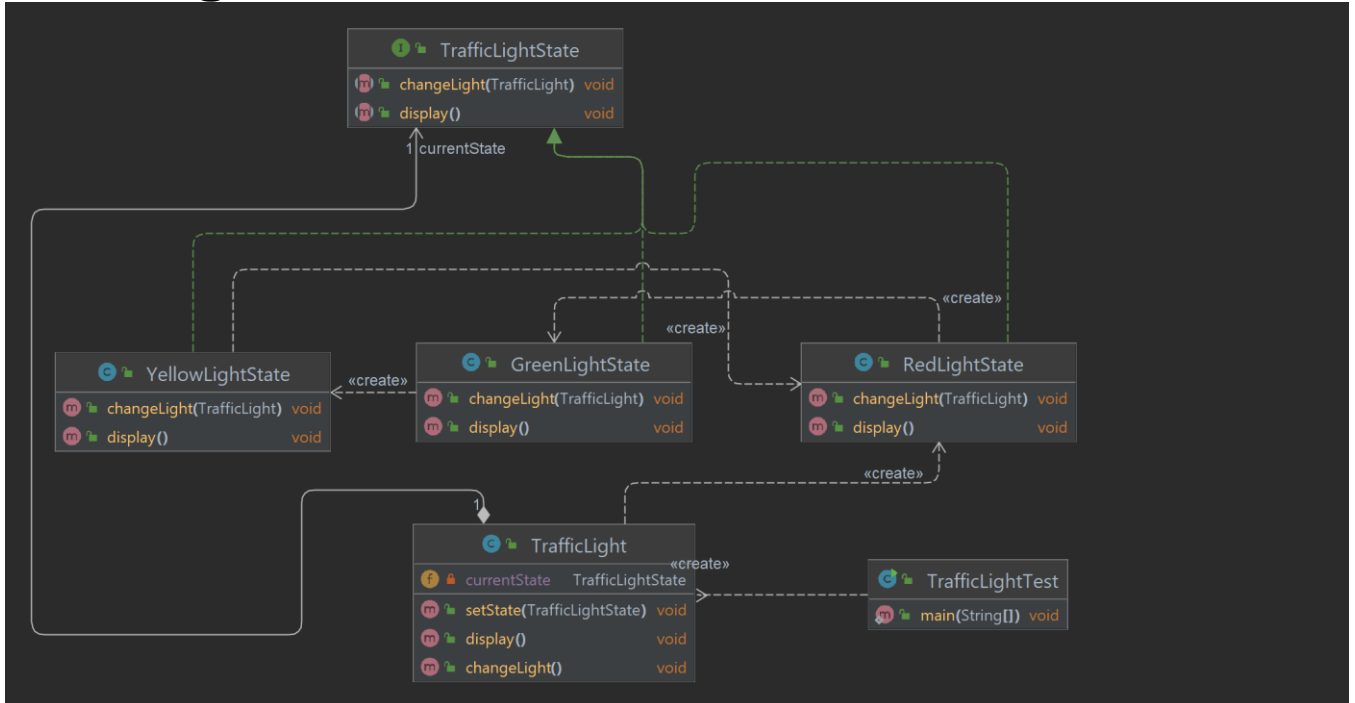 TrafficLightState
changeLight(TrafficLight) void
display() void
1 currentState
«create»
«create»
YellowLightState
changeLight(TrafficLight) void
display() void
«create»
GreenLightState
changeLight(TrafficLight) void
display() void
RedLightState
changeLight(TrafficLight) void
display() void
«create»
1
TrafficLight
currentState TrafficLightState
setState(TrafficLightState) void
display() void
changeLight() void
«create»
TrafficLightTest
main(String[]) void